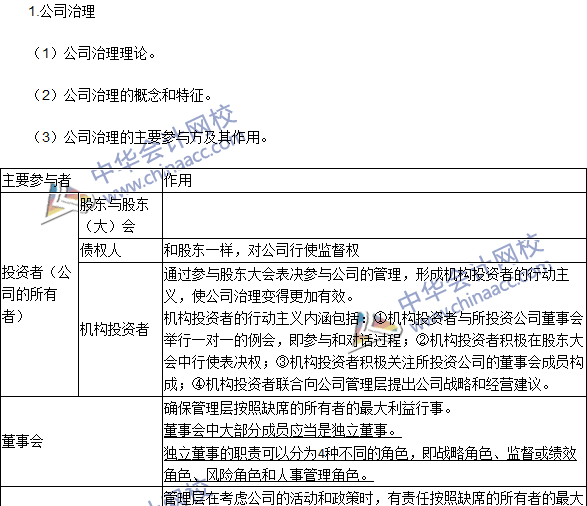 1.公司治理
（1）公司治理理论。
（2）公司治理的概念和特征。
（3）公司治理的主要参与方及其作用。
中华会计网校
www.chinaacc.com
主要参与者
作用
投资者（公
司的所有
者）
股东与股东
（大）会
债权人
和股东一样，对公司行使监督权
机构投资者
通过参与股东大会表决参与公司的管理，形成机构投资者的行动主
义，使公司治理变得更加有效。
机构投资者的行动主义内涵包括：①机构投资者与所投资公司董事会
举行一对一的例会，即参与和对话过程；②机构投资者积极在股东大
会中行使表决权；③机构投资者积极关注所投资公司的董事会成员构
成；④机构投资者联合向公司管理层提出公司战略和经营建议。
中华会计网校
www.chinaacc.com
董事会
确保管理层按照缺席的所有者的最大利益行事。
董事会中大部分成员应当是独立董事。
独立董事的职责可以分为4种不同的角色，即战略角色、监督或绩效
角色、风险角色和人事管理角色。
管理层在考虑公司的活动和政策时，有责任按照缺席的所有者的最大